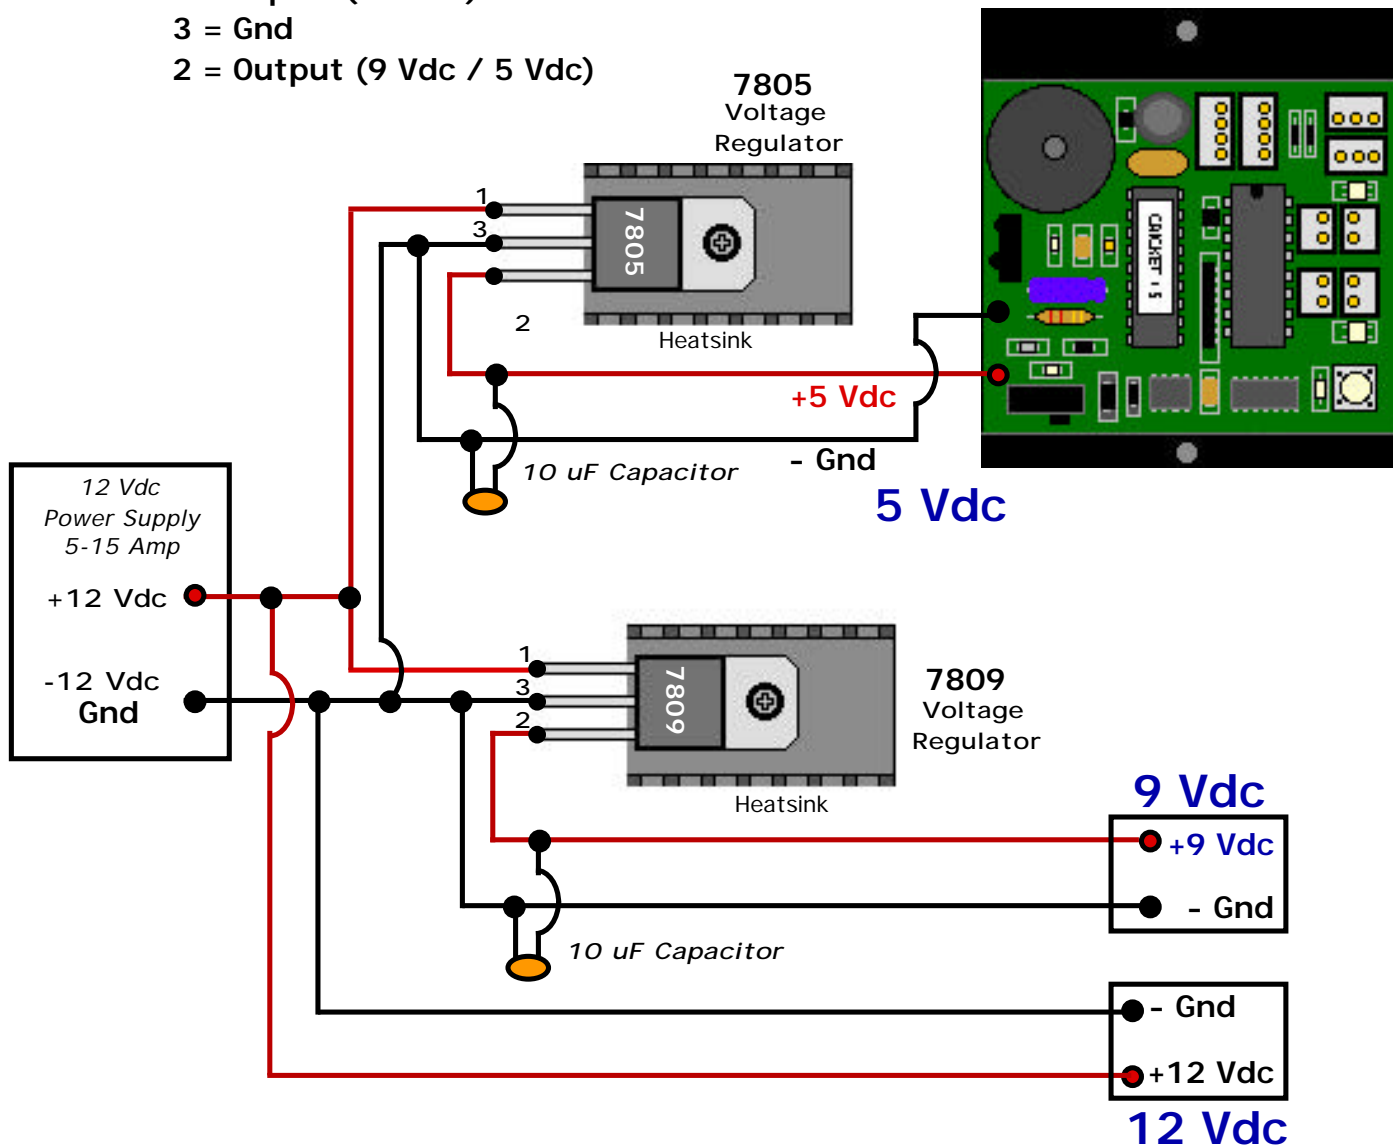 3 = Gnd
2 = Output (9 Vdc / 5 Vdc)
7805
Voltage
Regulator
1
3
2
7805
Heatsink
CRICKET : S
+5 Vdc
- Gnd
10 uF Capacitor
5 Vdc
12 Vdc
Power Supply
5-15 Amp
+12 Vdc
-12 Vdc
Gnd
1
3
2
7809
7809
Voltage
Regulator
Heatsink
9 Vdc
+9 Vdc
- Gnd
10 uF Capacitor
- Gnd
+12 Vdc
12 Vdc